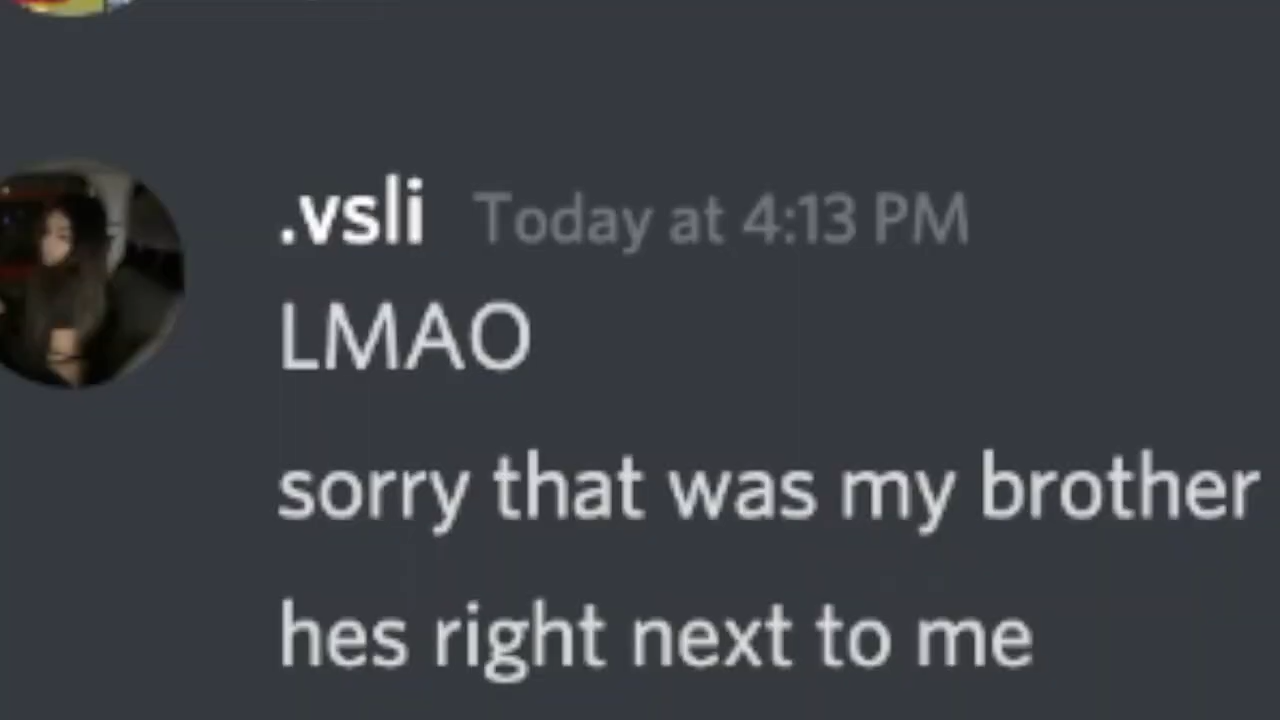 .vsli Today at 4:13 PM
LMAO
sorry that was my brother
hes right next to me